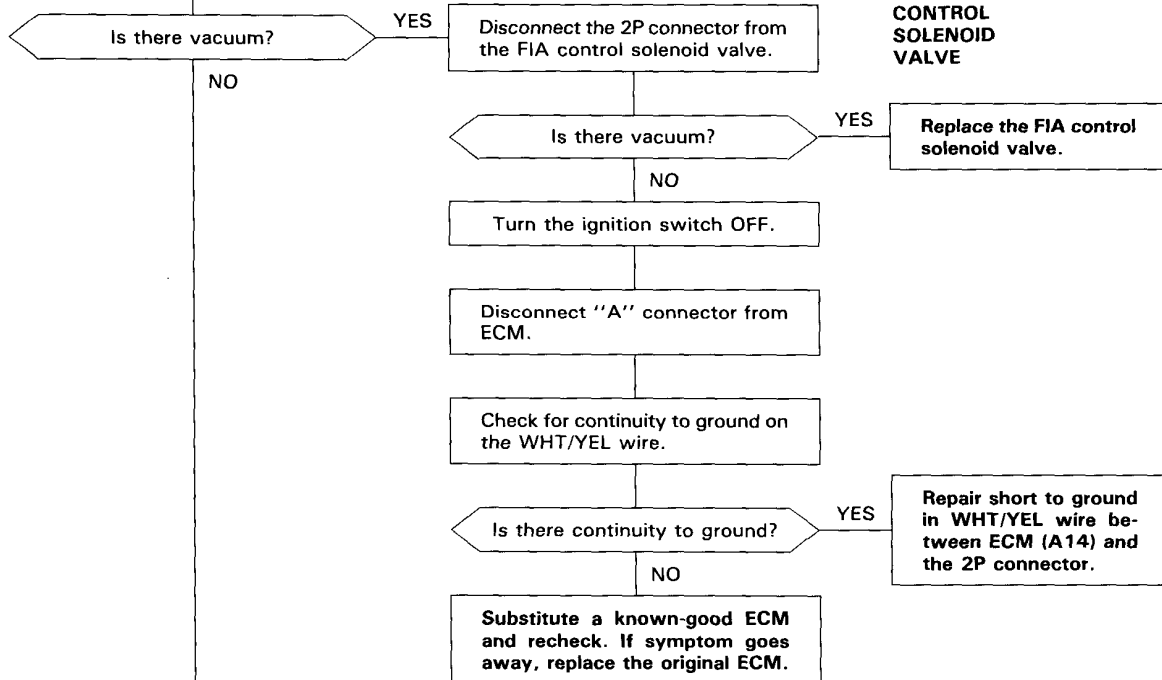 Is there vacuum?
YES
Disconnect the 2P connector from
the FIA control solenoid valve.
CONTROL
SOLENOID
VALVE
NO
Is there vacuum?
YES
Replace the FIA control
solenoid valve.
NO
Turn the ignition switch OFF.
Disconnect "A" connector from
ECM.
Check for continuity to ground on
the WHT/YEL wire.
Is there continuity to ground?
YES
Repair short to ground
in WHT/YEL wire be-
tween ECM (A14) and
the 2P connector.
NO
Substitute a known-good ECM
and recheck. If symptom goes
away, replace the original ECM.